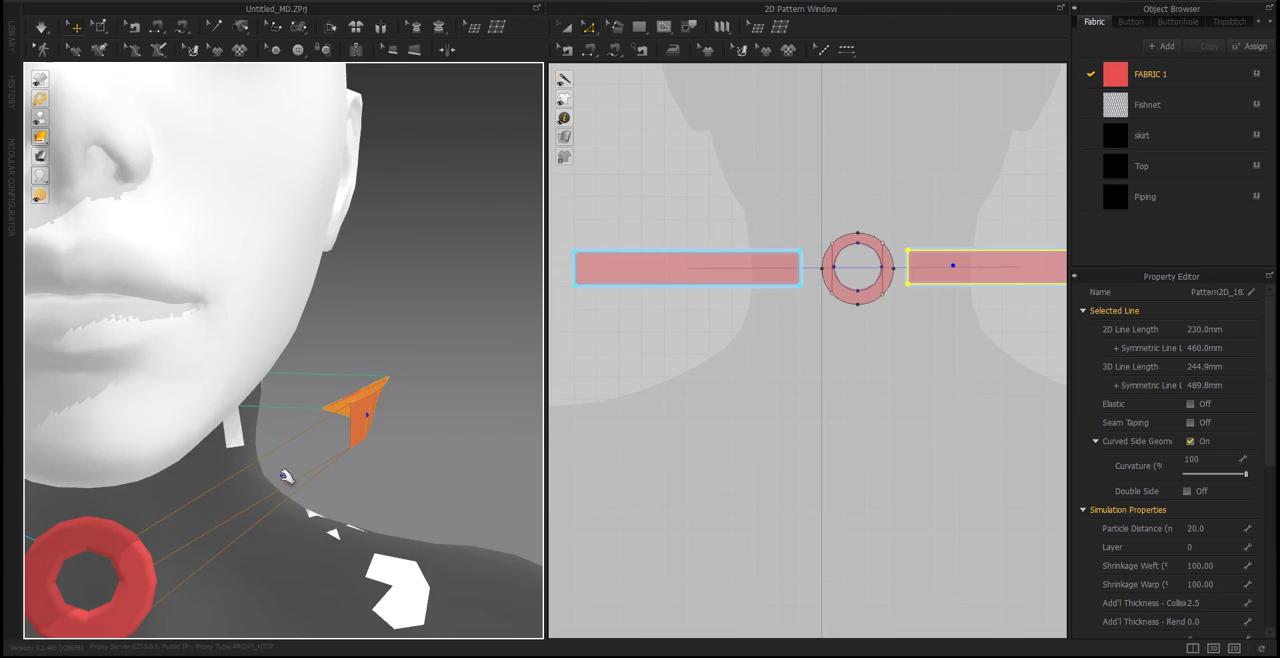 Untitled_MD.ZPrj
2D Pattern Window
Object Browser
LIBRARY
HISTORY
MODULAR CONFIGURATOR
Fabric
Button
Buttonhole
Topstitch
+ Add
Copy
Assign
FABRIC 1
Fishnet
skirt
Top
Piping
Property Editor
Name Pattern2D_18
Selected Line
2D Line Length 230.0mm
+ Symmetric Line L 460.0mm
3D Line Length 244.9mm
+ Symmetric Line L 489.8mm
Elastic Off
Seam Taping Off
Curved Side Geom On
100
Curvature (%
Double Side Off
Simulation Properties
Particle Distance (n 20.0
Layer 0
Shrinkage Weft (% 100.00
Shrinkage Warp (% 100.00
Add'l Thickness - Collis 2.5
Add'l Thickness - Rend 0.0